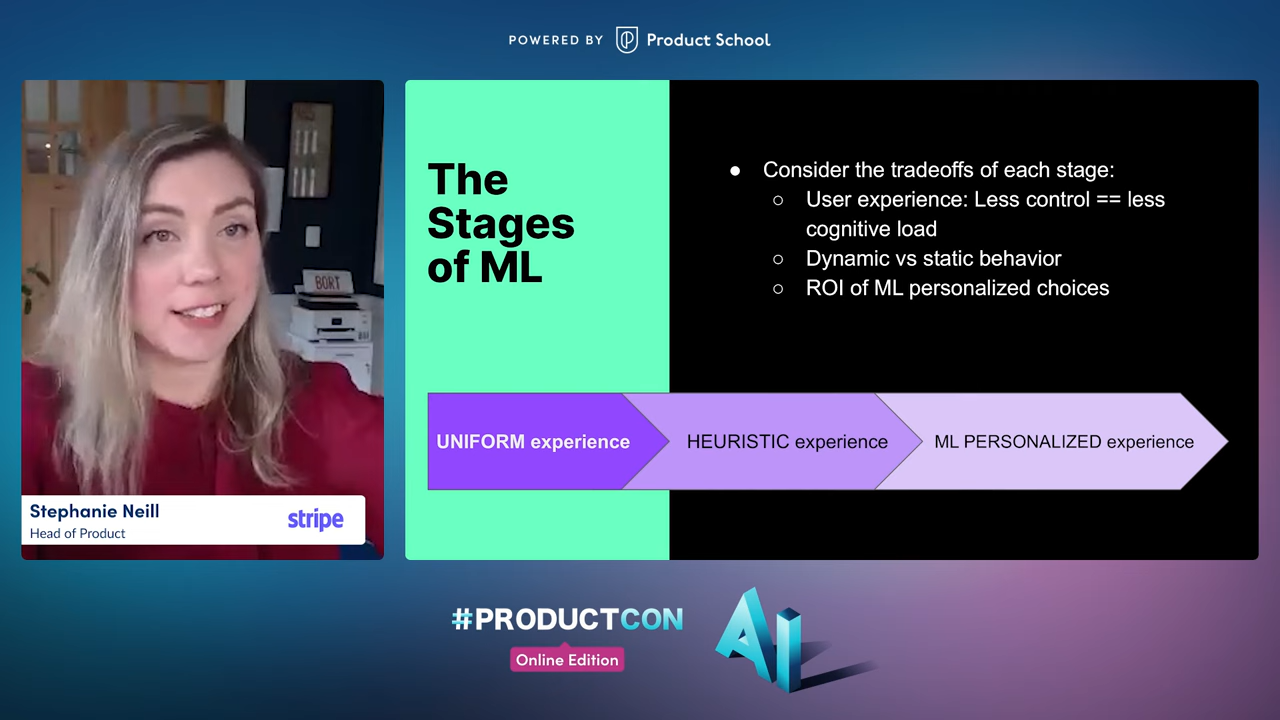 POWERED BY Product School
The
Stages
of ML
● Consider the tradeoffs of each stage:
○ User experience: Less control == less
cognitive load
○ Dynamic vs static behavior
○ ROI of ML personalized choices
UNIFORM experience
HEURISTIC experience
ML PERSONALIZED experience
BORT
Stephanie Neill
Head of Product
stripe
#PRODUCTCON
Online Edition
AI